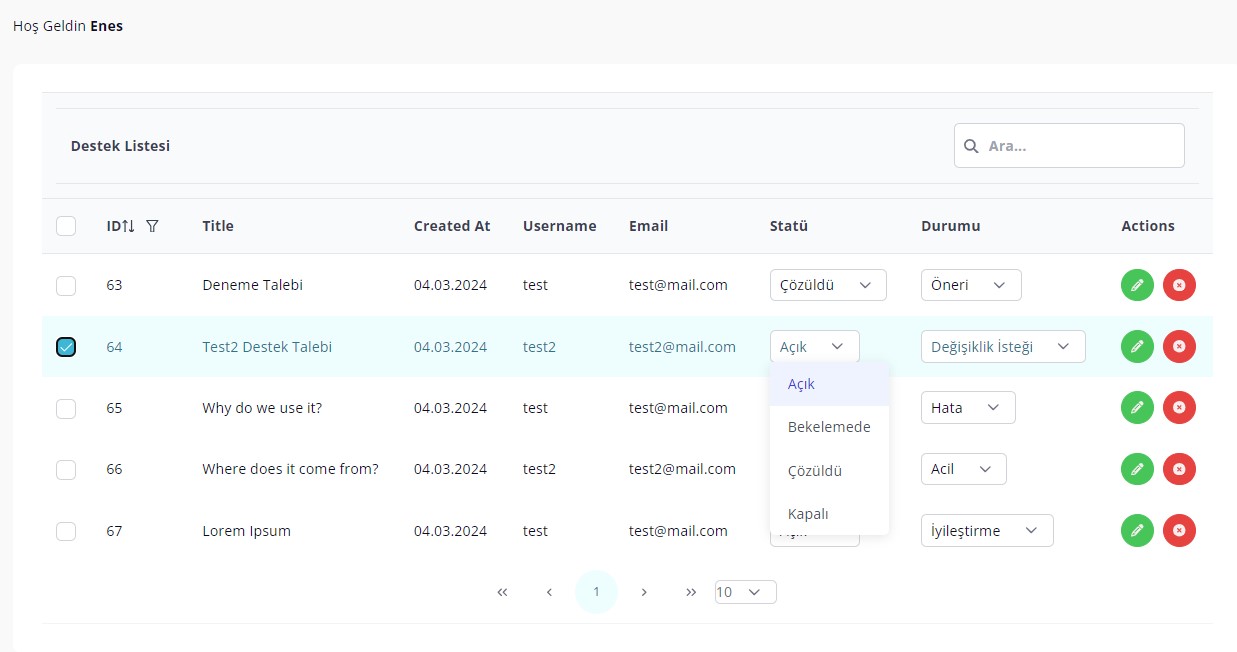 Hoş Geldin Enes
Destek Listesi
Ara...
ID Title Created At Username Email Statü Durumu Actions
63 Deneme Talebi 04.03.2024 test test@mail.com Çözüldü Öneri
64 Test2 Destek Talebi 04.03.2024 test2 test2@mail.com Açık Değişiklik İsteği
Açık
65 Why do we use it? 04.03.2024 test test@mail.com Hata
Bekelemede
66 Where does it come from? 04.03.2024 test2 test2@mail.com Çözüldü Acil
Kapalı
67 Lorem Ipsum 04.03.2024 test test@mail.com İyileştirme
« ‹ 1 › » 10